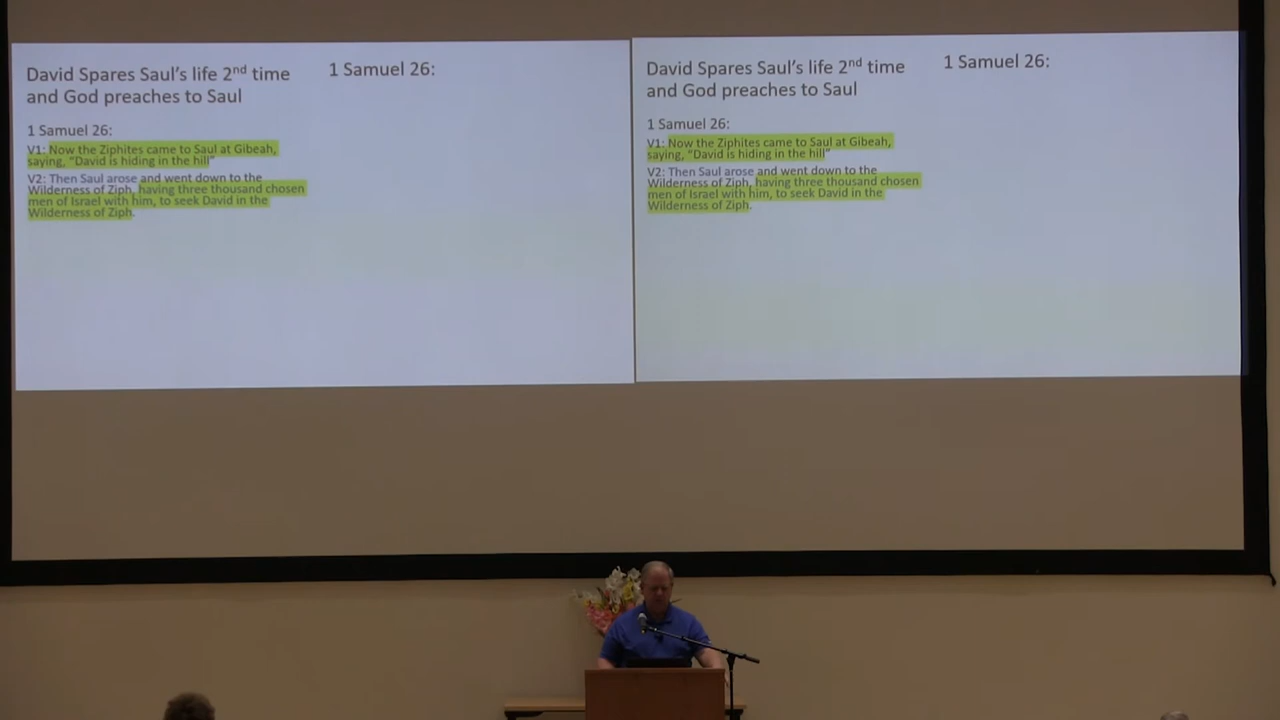 David Spares Saul's life 2nd time
and God preaches to Saul
1 Samuel 26:
1 Samuel 26:
V1: Now the Ziphites came to Saul at Gibeah,
saying, "David is hiding in the hill"
V2: Then Saul arose and went down to the
Wilderness of Ziph, having three thousand chosen
men of Israel with him, to seek David in the
Wilderness of Ziph.
David Spares Saul's life 2nd time
and God preaches to Saul
1 Samuel 26:
1 Samuel 26:
V1: Now the Ziphites came to Saul at Gibeah,
saying, "David is hiding in the hill"
V2: Then Saul arose and went down to the
Wilderness of Ziph, having three thousand chosen
men of Israel with him, to seek David in the
Wilderness of Ziph.